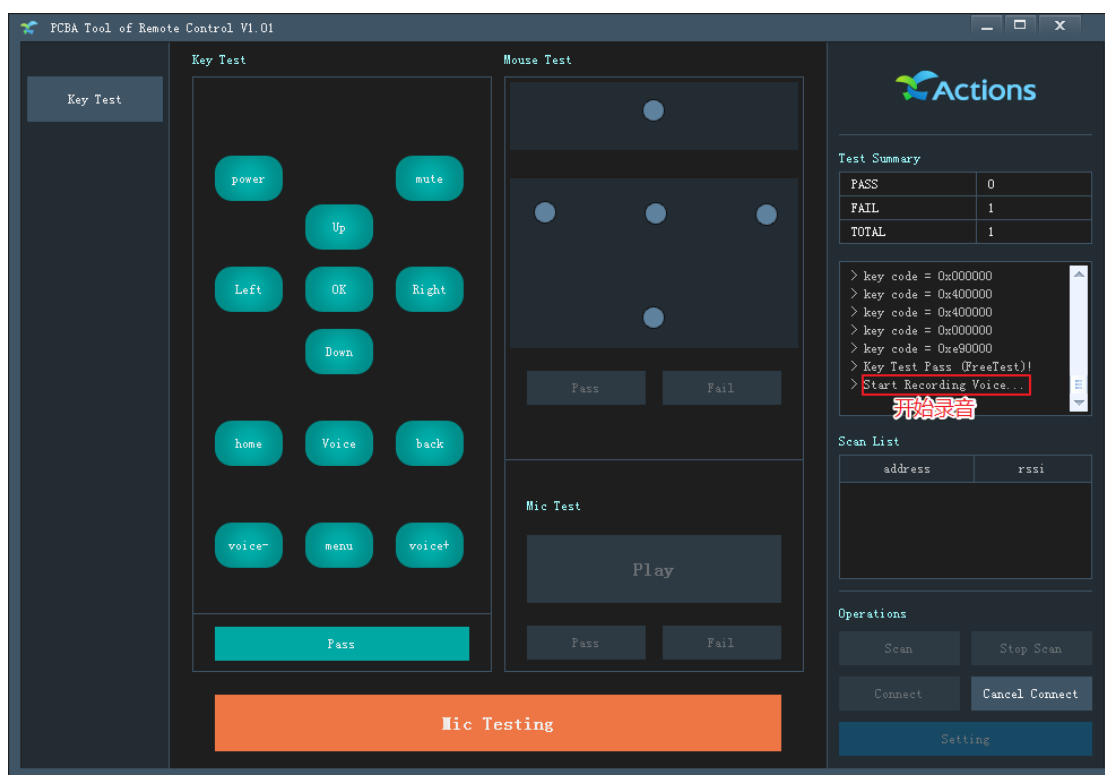 PCBA Tool of Remote Control V1.01
Key Test
Key Test
power
mute
Up
Left
OK
Right
Down
home
Voice
back
voice-
menu
voice+
Pass
Mouse Test
Pass
Fail
Mic Test
Play
Pass
Fail
Mic Testing
Actions
Test Summary
PASS 0
FAIL 1
TOTAL 1
> key code = 0x000000
> key code = 0x400000
> key code = 0x400000
> key code = 0x000000
> key code = 0xe90000
> Key Test Pass (FreeTest)!
> Start Recording Voice...
开始录音
Scan List
address rssi
Operations
Scan Stop Scan
Connect Cancel Connect
Setting